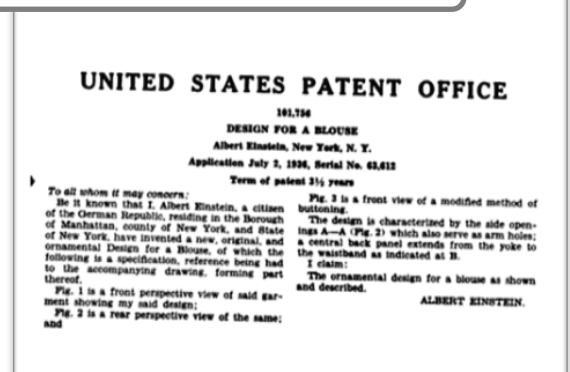 UNITED STATES PATENT OFFICE
101,756
DESIGN FOR A BLOUSE
Albert Einstein, New York, N. Y.
Application July 2, 1936, Serial No. 63,612
Term of patent 3½ years
To all whom it may concern:
Be it known that I, Albert Einstein, a citizen
of the German Republic, residing in the Borough
of Manhattan, county of New York, and State
of New York, have invented a new, original, and
ornamental Design for a Blouse, of which the
following is a specification, reference being had
to the accompanying drawing, forming part
thereof.
Fig. 1 is a front perspective view of said gar-
ment showing my said design;
Fig. 2 is a rear perspective view of the same;
and
Fig. 3 is a front view of a modified method of
buttoning.
The design is characterized by the side open-
ings A—A (Fig. 2) which also serve as arm holes;
a central back panel extends from the yoke to
the waistband as indicated at B.
I claim:
The ornamental design for a blouse as shown
and described.
ALBERT EINSTEIN.